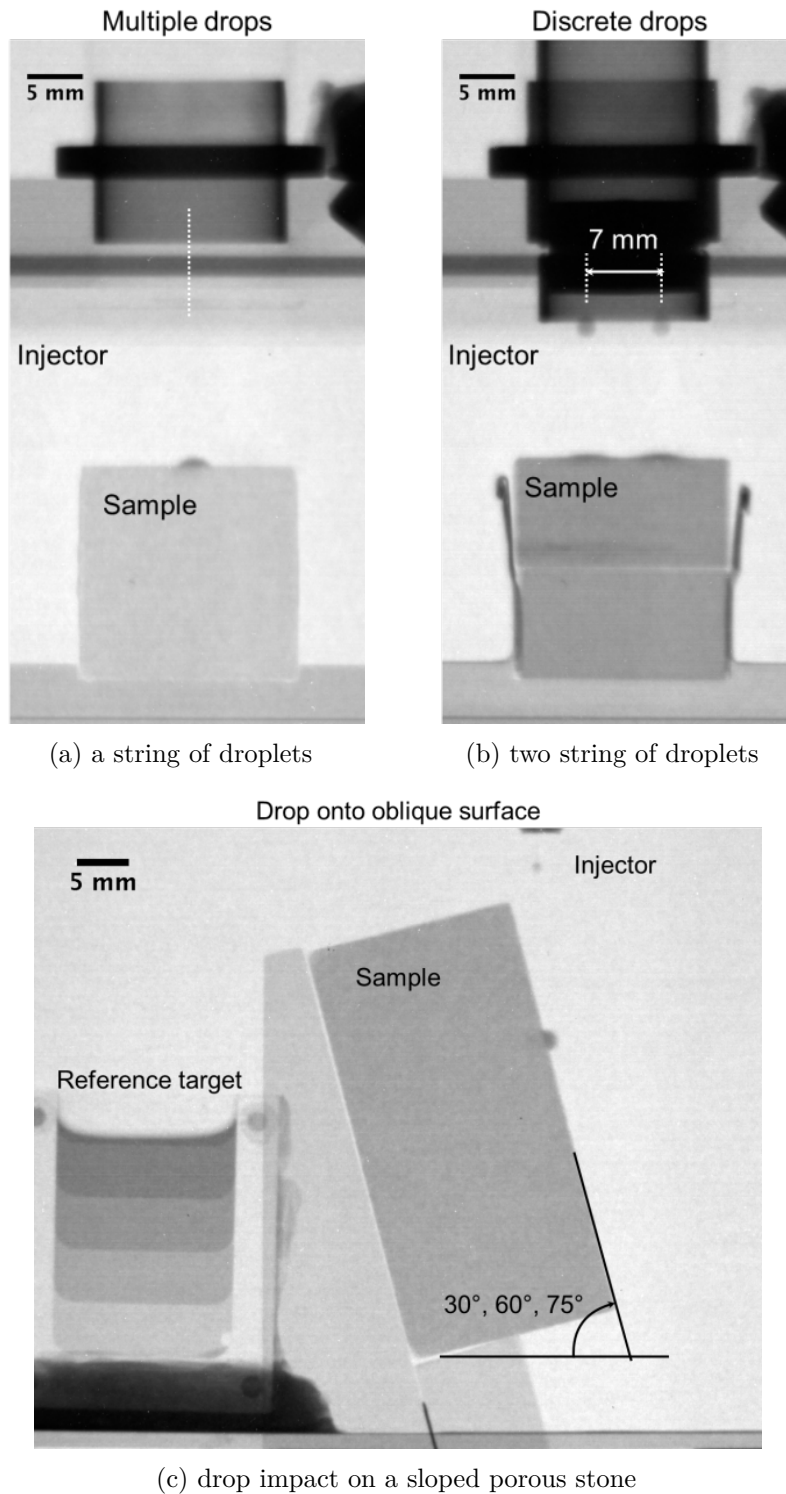 Multiple drops
5 mm
Injector
Sample
(a) a string of droplets
Discrete drops
5 mm
7 mm
Injector
Sample
(b) two string of droplets
Drop onto oblique surface
5 mm
Injector
Sample
Reference target
30°, 60°, 75°
(c) drop impact on a sloped porous stone